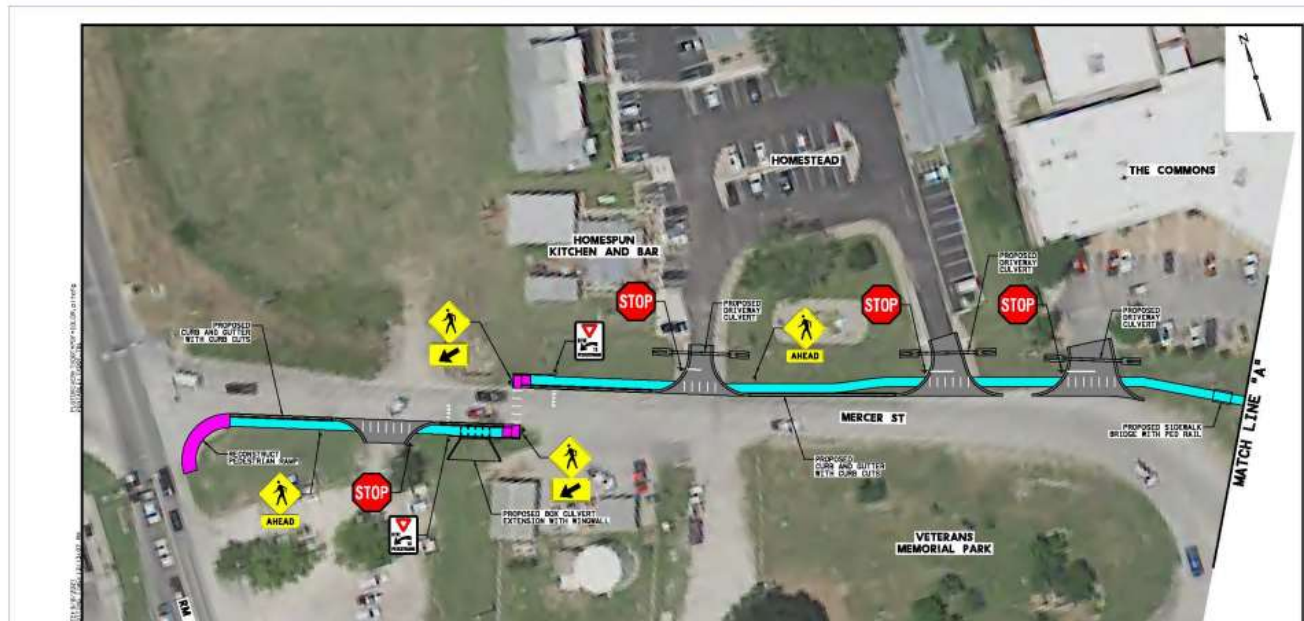 N
THE COMMONS
HOMESTEAD
HOMESPUN
KITCHEN AND BAR
PROPOSED
DRIVEWAY
CULVERT
STOP
STOP
STOP
PROPOSED
DRIVEWAY
CULVERT
PROPOSED
DRIVEWAY
CULVERT
AHEAD
PROPOSED
CURB AND GUTTER
WITH CURB CUTS
MERCER ST
PROPOSED SIDEWALK
BRIDGE WITH PED RAIL
MATCH LINE "A"
RECONSTRUCT
PEDESTRIAN RAMP
AHEAD
STOP
PROPOSED BOX CULVERT
EXTENSION WITH WINGWALL
PROPOSED
CURB AND GUTTER
WITH CURB CUTS
VETERANS
MEMORIAL PARK
RM